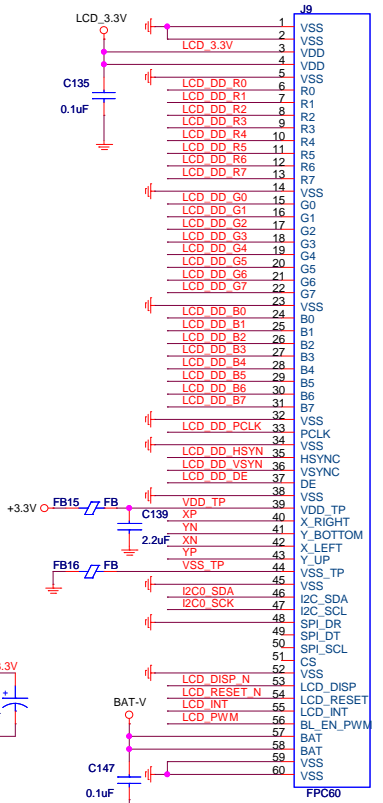 J9
LCD_3.3V
1 VSS
2 VSS
LCD_3.3V 3 VDD
4 VDD
5 VSS
C135
0.1uF
LCD_DD_R0 6 R0
LCD_DD_R1 7 R1
LCD_DD_R2 8 R2
LCD_DD_R3 9 R3
LCD_DD_R4 10 R4
LCD_DD_R5 11 R5
LCD_DD_R6 12 R6
LCD_DD_R7 13 R7
14 VSS
LCD_DD_G0 15 G0
LCD_DD_G1 16 G1
LCD_DD_G2 17 G2
LCD_DD_G3 18 G3
LCD_DD_G4 19 G4
LCD_DD_G5 20 G5
LCD_DD_G6 21 G6
LCD_DD_G7 22 G7
23 VSS
LCD_DD_B0 24 B0
LCD_DD_B1 25 B1
LCD_DD_B2 26 B2
LCD_DD_B3 27 B3
LCD_DD_B4 28 B4
LCD_DD_B5 29 B5
LCD_DD_B6 30 B6
LCD_DD_B7 31 B7
32 VSS
LCD_DD_PCLK 33 PCLK
34 VSS
LCD_DD_HSYN 35 HSYNC
LCD_DD_VSYN 36 VSYNC
LCD_DD_DE 37 DE
38 VSS
+3.3V FB15 FB VDD_TP 39 VDD_TP
C139
2.2uF
XP 40 X_RIGHT
YN 41 Y_BOTTOM
XN 42 X_LEFT
YP 43 Y_UP
FB16 FB VSS_TP 44 VSS_TP
45 VSS
I2C0_SDA 46 I2C_SDA
I2C0_SCK 47 I2C_SCL
48 SPI_DR
49 SPI_DT
50 SPI_SCL
51 CS
52 VSS
3.3V
+
LCD_DISP_N 53 LCD_DISP
LCD_RESET_N 54 LCD_RESET
LCD_INT 55 LCD_INT
LCD_PWM 56 BL_EN_PWM
BAT-V
57 BAT
58 BAT
59 VSS
60 VSS
C147
0.1uF
FPC60